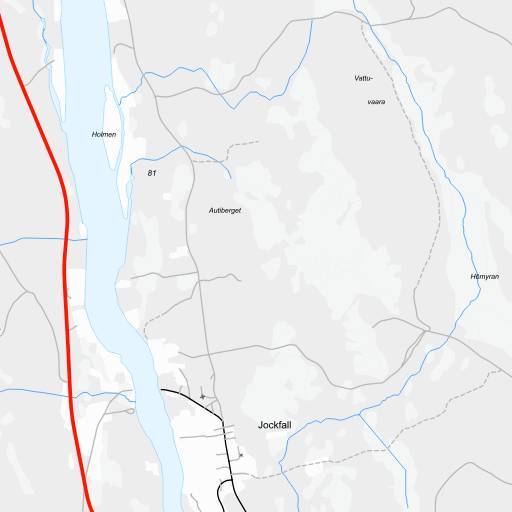 Vattu-
vaara
Holmen
81
Autiberget
Hömyran
Jockfall